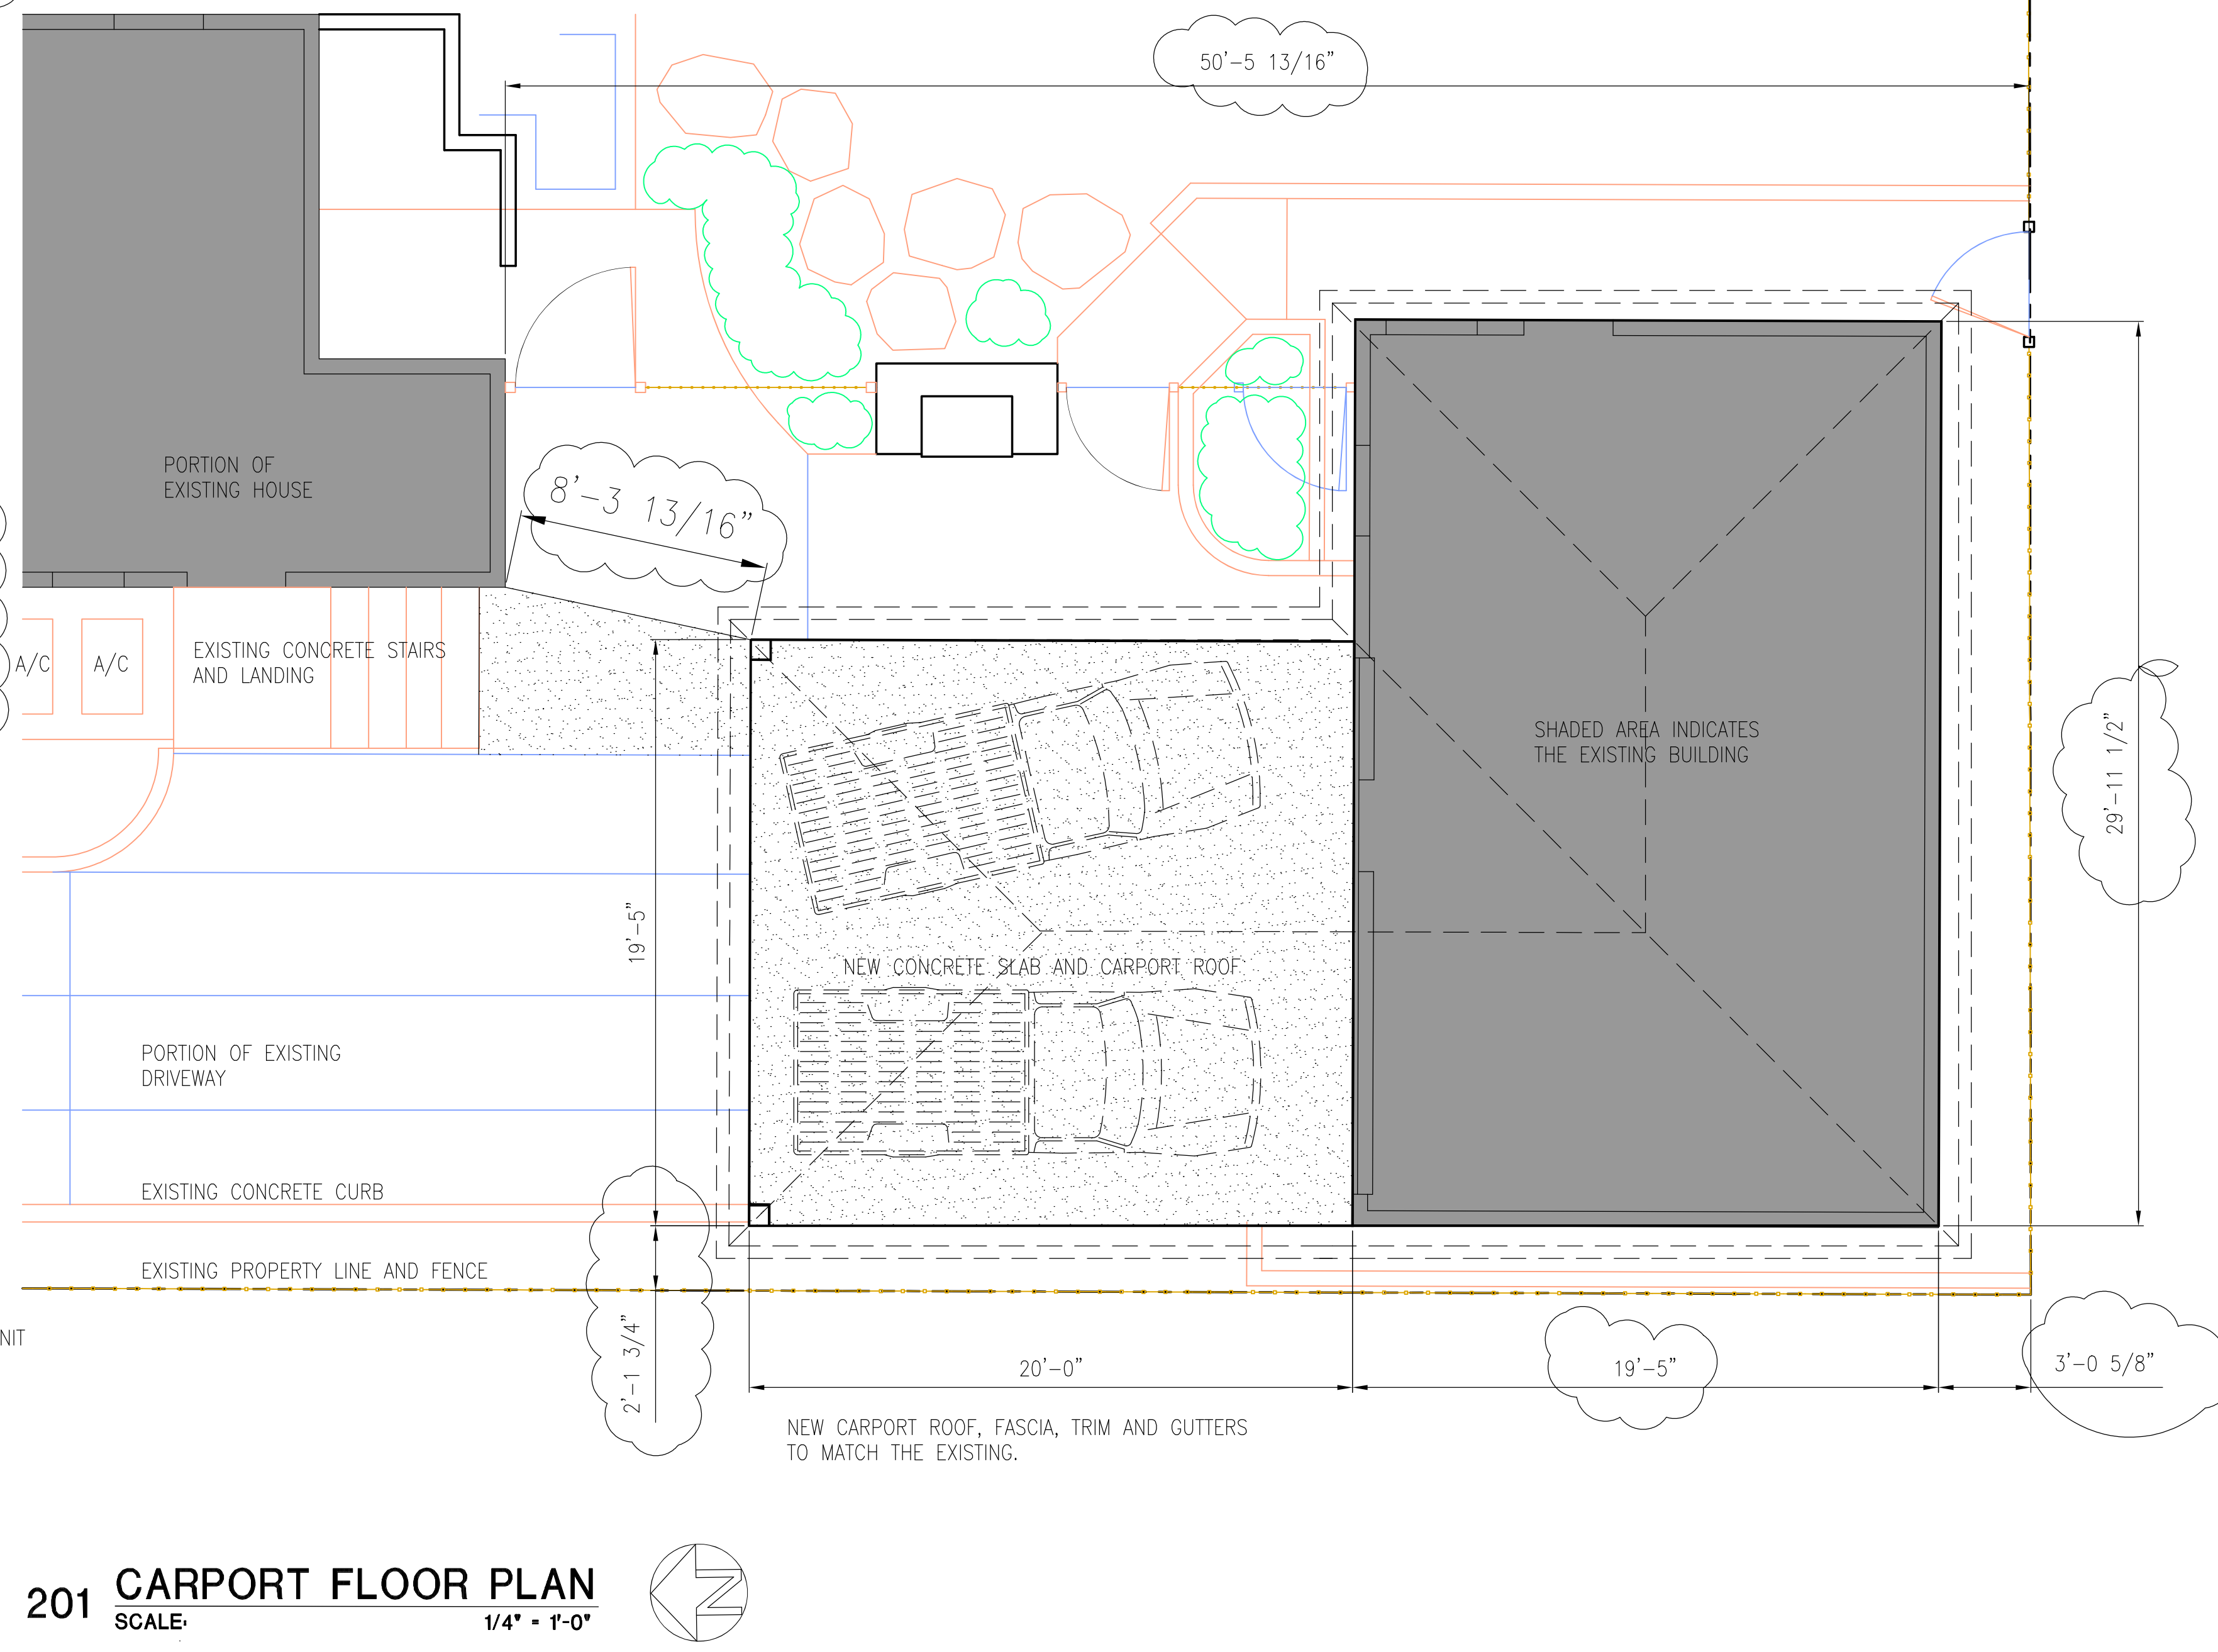 50'-5 13/16"
PORTION OF
EXISTING HOUSE
8'-3 13/16"
A/C
A/C
EXISTING CONCRETE STAIRS
AND LANDING
SHADED AREA INDICATES
THE EXISTING BUILDING
29'-11 1/2"
19'-5"
NEW CONCRETE SLAB AND CARPORT ROOF
PORTION OF EXISTING
DRIVEWAY
EXISTING CONCRETE CURB
EXISTING PROPERTY LINE AND FENCE
NIT
2'-1 3/4"
20'-0"
19'-5"
3'-0 5/8"
NEW CARPORT ROOF, FASCIA, TRIM AND GUTTERS
TO MATCH THE EXISTING.
201 CARPORT FLOOR PLAN
SCALE: 1/4" = 1'-0"
N